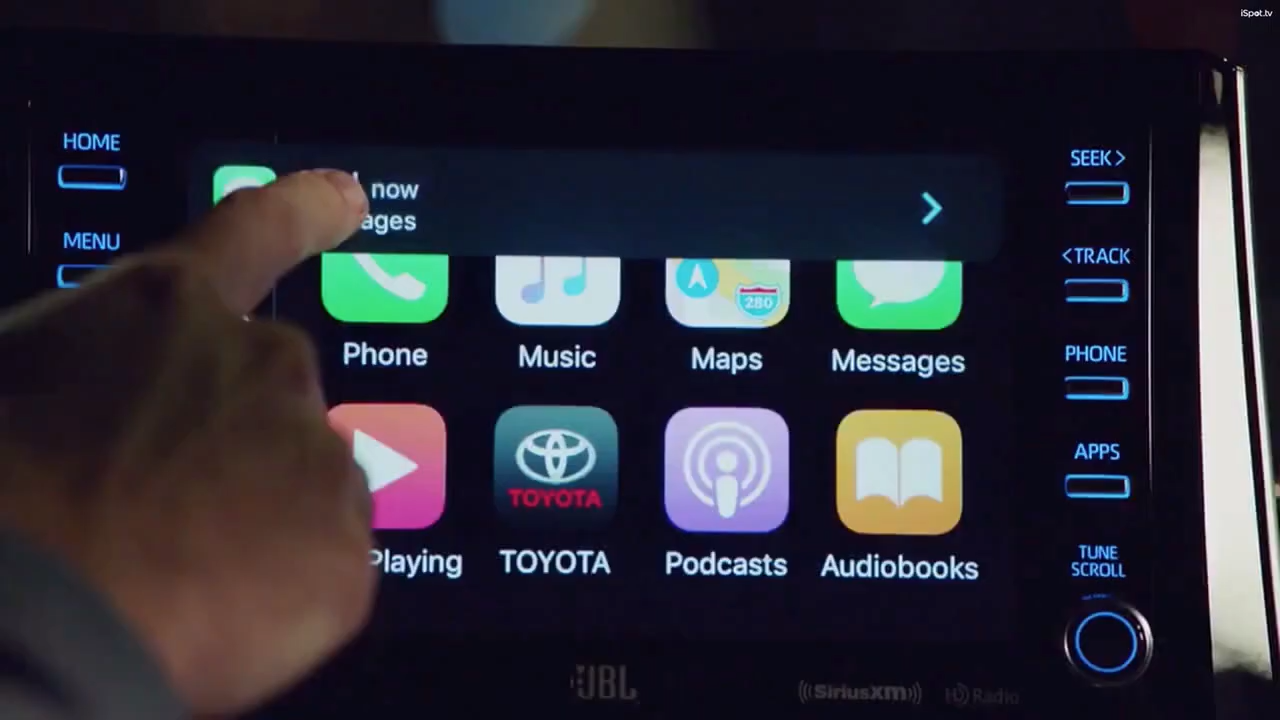 iSpot.tv
HOME
MENU
now
ages
Phone
Music
Maps
280
Messages
Playing
TOYOTA
TOYOTA
Podcasts
Audiobooks
SEEK>
<TRACK
PHONE
APPS
TUNE
SCROLL
JBL
SiriusXM
HD Radio